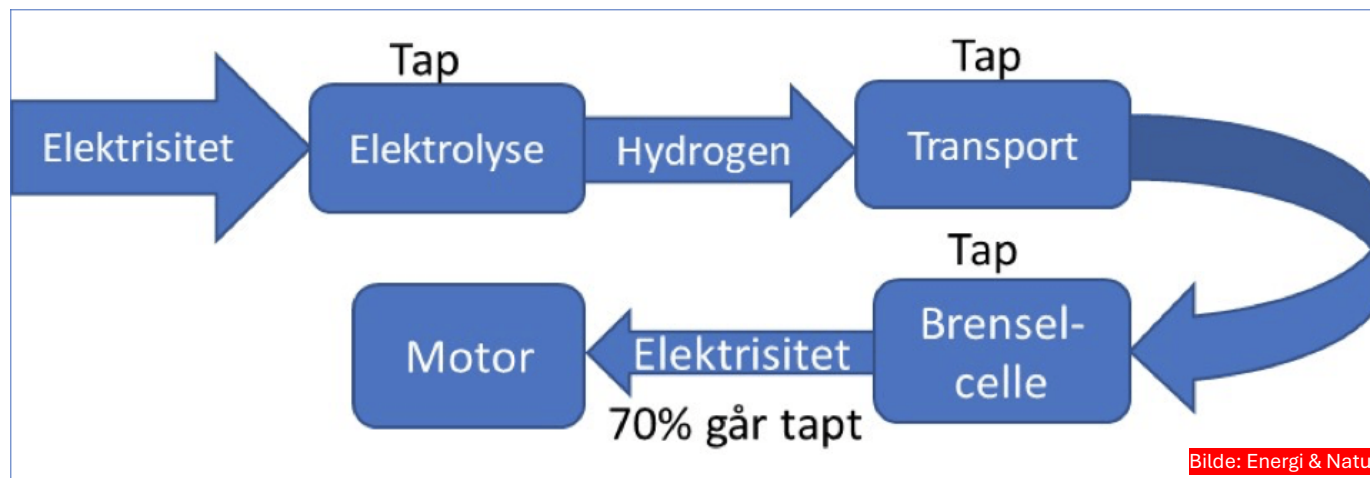 Tap
Elektrisitet
Elektrolyse
Hydrogen
Tap
Transport
Tap
Brensel-
celle
Elektrisitet
70% går tapt
Motor
Bilde: Energi & Natu